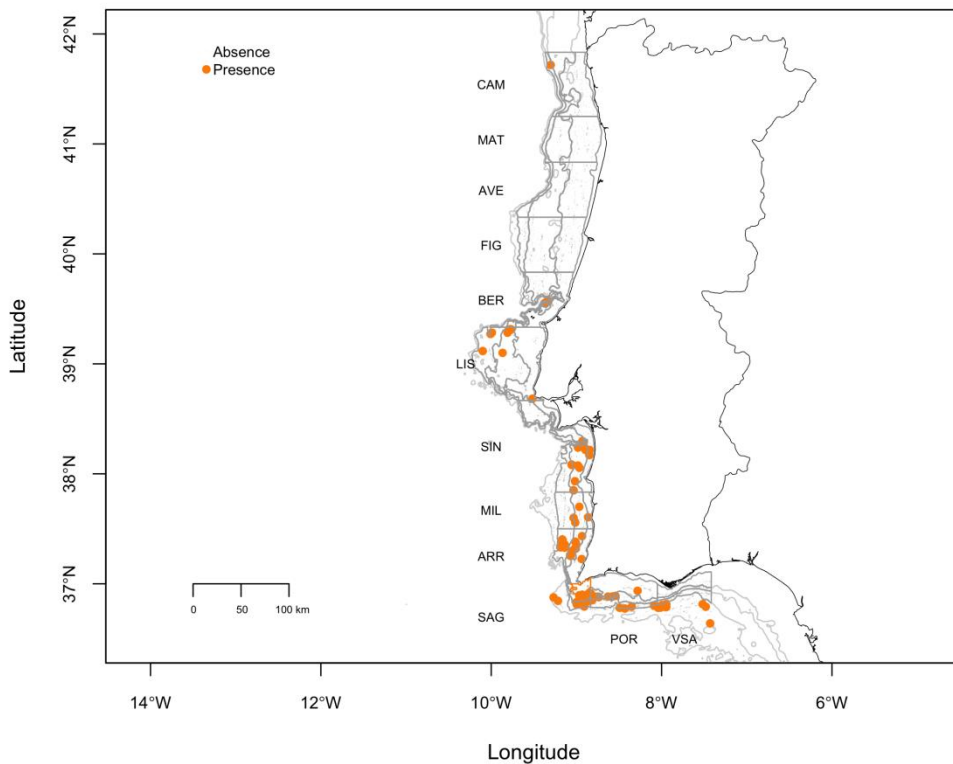 42°N
41°N
40°N
39°N
38°N
37°N
Latitude
Absence
Presence
CAM
MAT
AVE
FIG
BER
LIS
SIN
MIL
ARR
SAG
POR
VSA
0 50 100 km
14°W 12°W 10°W 8°W 6°W
Longitude